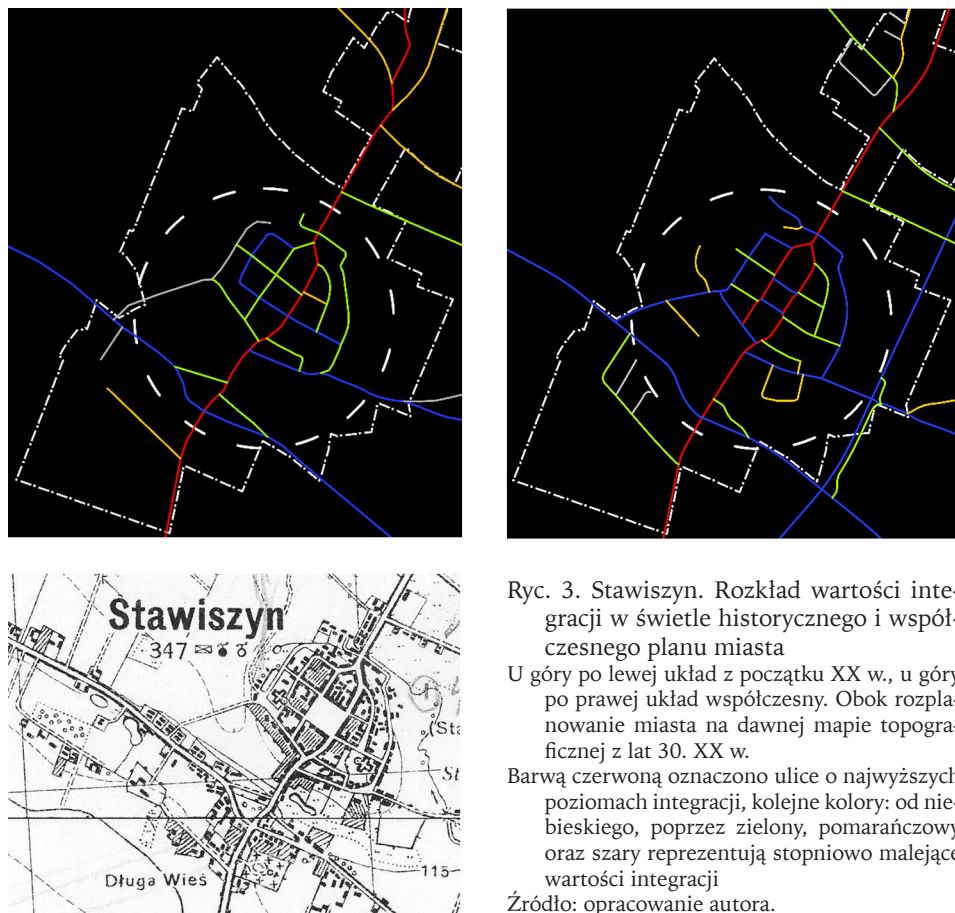 Stawiszyn
347
(Sta
St
S
Długa Wieś
115
Ryc. 3. Stawiszyn. Rozkład wartości inte-
gracji w świetle historycznego i współ-
czesnego planu miasta
U góry po lewej układ z początku XX w., u góry
po prawej układ współczesny. Obok rozpla-
nowanie miasta na dawnej mapie topogra-
ficznej z lat 30. XX w.
Barwą czerwoną oznaczono ulice o najwyższych
poziomach integracji, kolejne kolory: od nie-
bieskiego, poprzez zielony, pomarańczowy
oraz szary reprezentują stopniowo malejące
wartości integracji
Źródło: opracowanie autora.